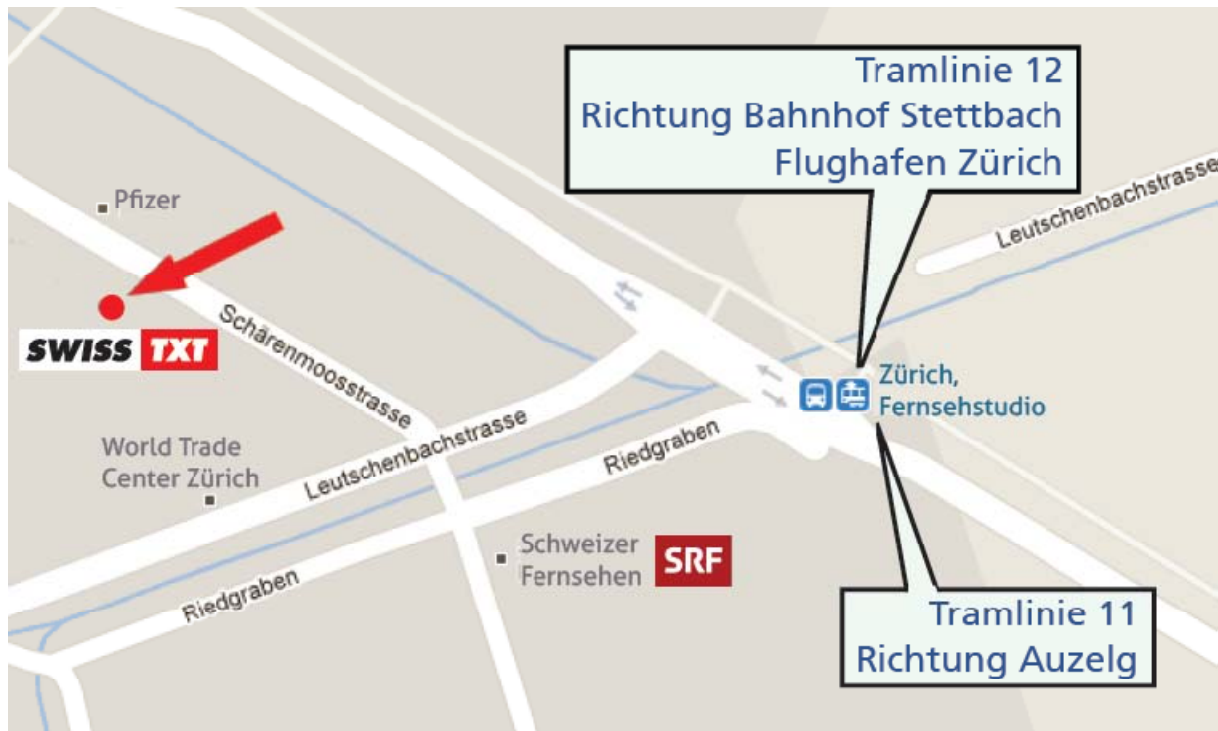 Tramlinie 12
Richtung Bahnhof Stettbach
Flughafen Zürich
Leutschenbachstrasse
Pfizer
SWISS TXT
Schärenmoosstrasse
Zürich,
Fernsehstudio
World Trade
Center Zürich
Leutschenbachstrasse
Riedgraben
Schweizer
Fernsehen
SRF
Riedgraben
Tramlinie 11
Richtung Auzelg